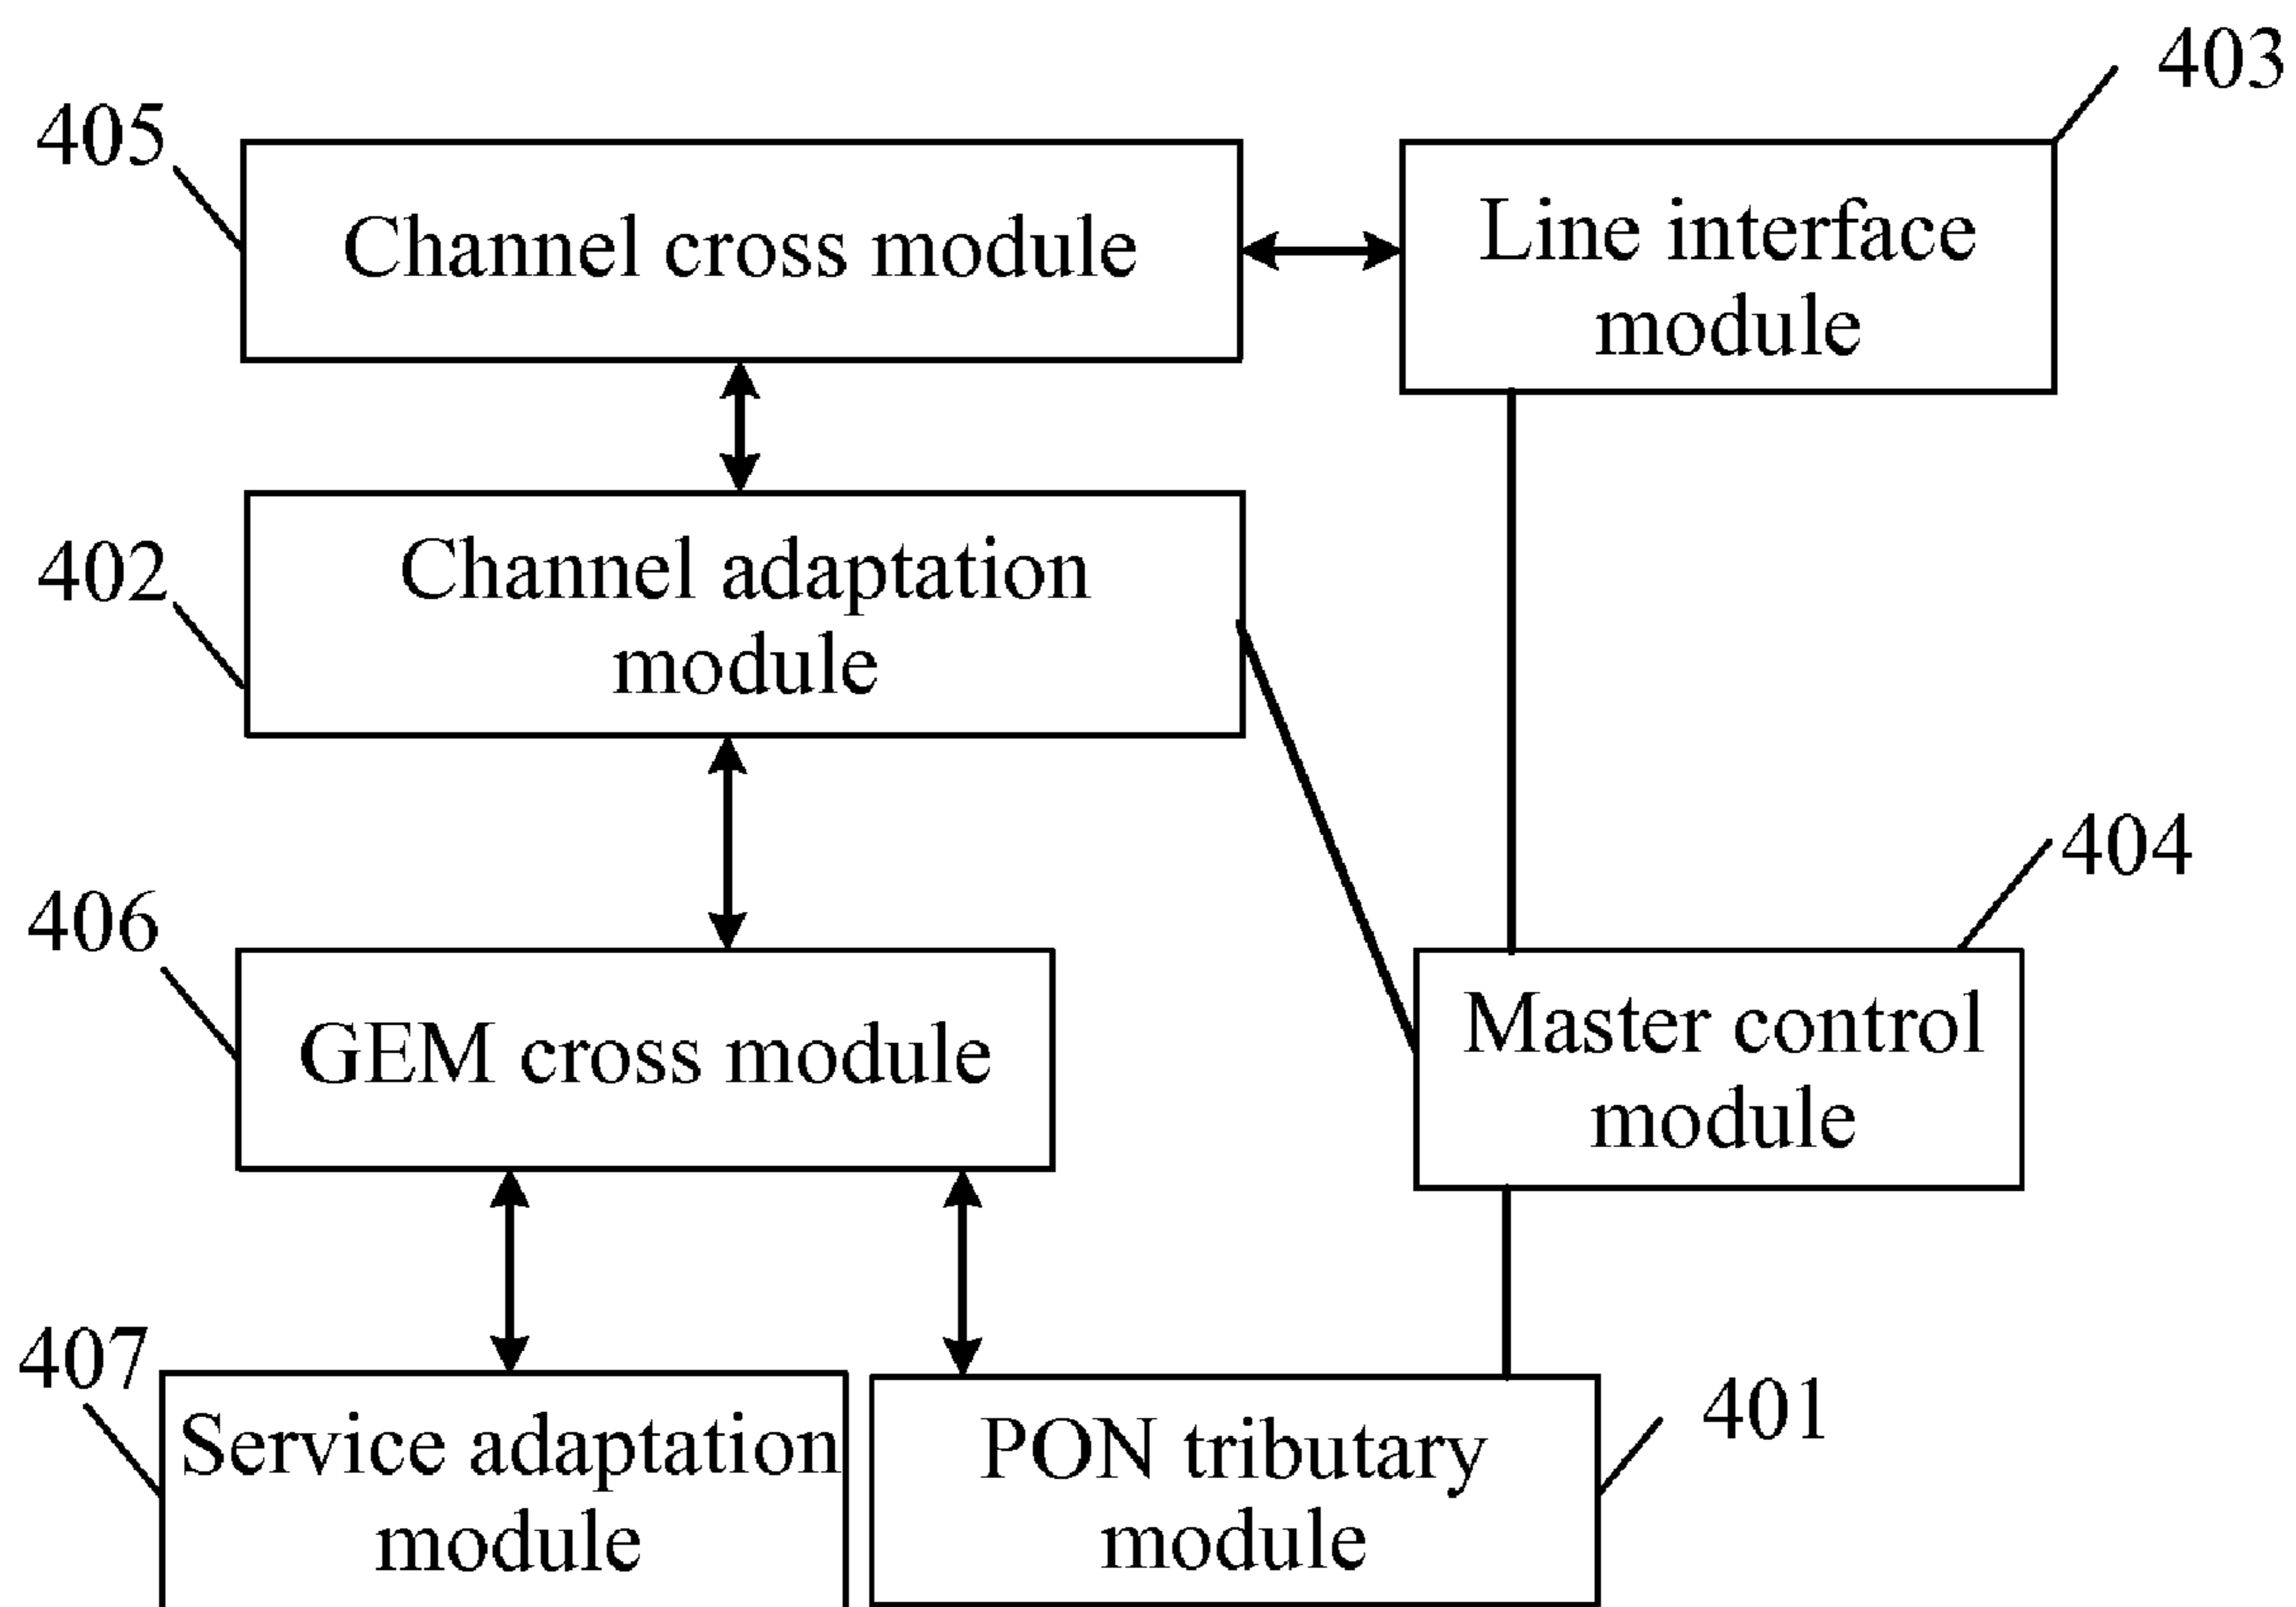 403
405
Channel cross module
Line interface
module
402
Channel adaptation
module
404
406
GEM cross module
Master control
module
407
Service adaptation
module
PON tributary
module
401